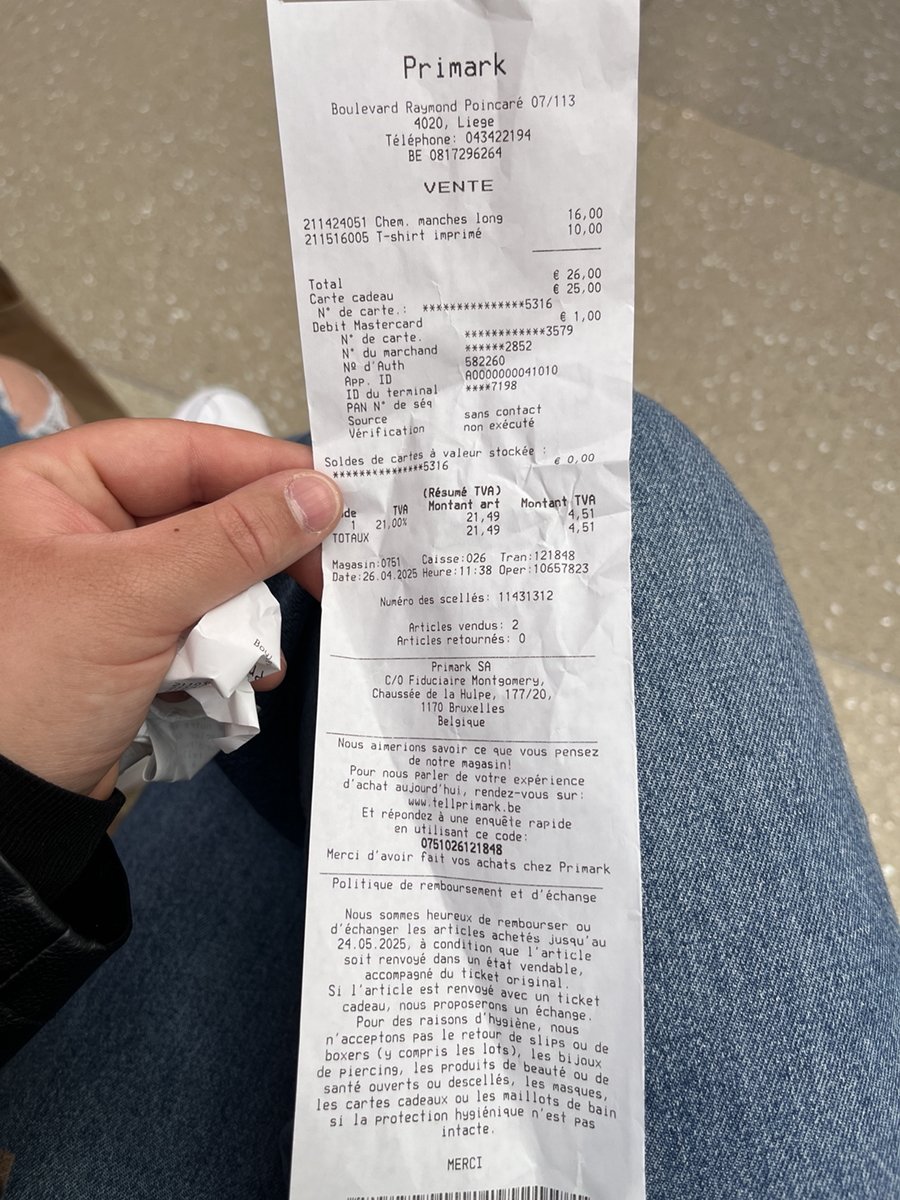 Primark
Boulevard Raymond Poincaré 07/113
4020, Liege
Téléphone: 043422194
BE 0817296264
VENTE
211424051 Chem. manches long 16,00
211516005 T-shirt imprimé 10,00
Total € 26,00
Carte cadeau € 25,00
N° de carte.: ***************5316
Debit Mastercard € 1,00
N° de carte. ************3579
N° du marchand ******2852
Nº d'Auth 582260
App. ID A0000000041010
ID du terminal ****7198
PAN N° de séq
Source sans contact
Vérification non exécuté
Soldes de cartes à valeur stockée :
***************5316 € 0,00
(Résumé TVA)
de TVA Montant art Montant TVA
1 21,00% 21,49 4,51
TOTAUX 21,49 4,51
Magasin:0751 Caisse:026 Tran:121848
Date:26.04.2025 Heure:11:38 Oper:10657823
Numéro des scellés: 11431312
Articles vendus: 2
Articles retournés: 0
Primark SA
C/O Fiduciaire Montgomery,
Chaussée de la Hulpe, 177/20,
1170 Bruxelles
Belgique
Nous aimerions savoir ce que vous pensez
de notre magasin!
Pour nous parler de votre expérience
d'achat aujourd'hui, rendez-vous sur:
www.tellprimark.be
Et répondez à une enquête rapide
en utilisant ce code:
0751026121848
Merci d'avoir fait vos achats chez Primark
Politique de remboursement et d'échange
Nous sommes heureux de rembourser ou
d'échanger les articles achetés jusqu'au
24.05.2025, à condition que l'article
soit renvoyé dans un état vendable,
accompagné du ticket original.
Si l'article est renvoyé avec un ticket
cadeau, nous proposerons un échange.
Pour des raisons d'hygiène, nous
n'acceptons pas le retour de slips ou de
boxers (y compris les lots), les bijoux
de piercing, les produits de beauté ou de
santé ouverts ou descellés, les masques,
les cartes cadeaux ou les maillots de bain
si la protection hygiénique n'est pas
intacte.
MERCI